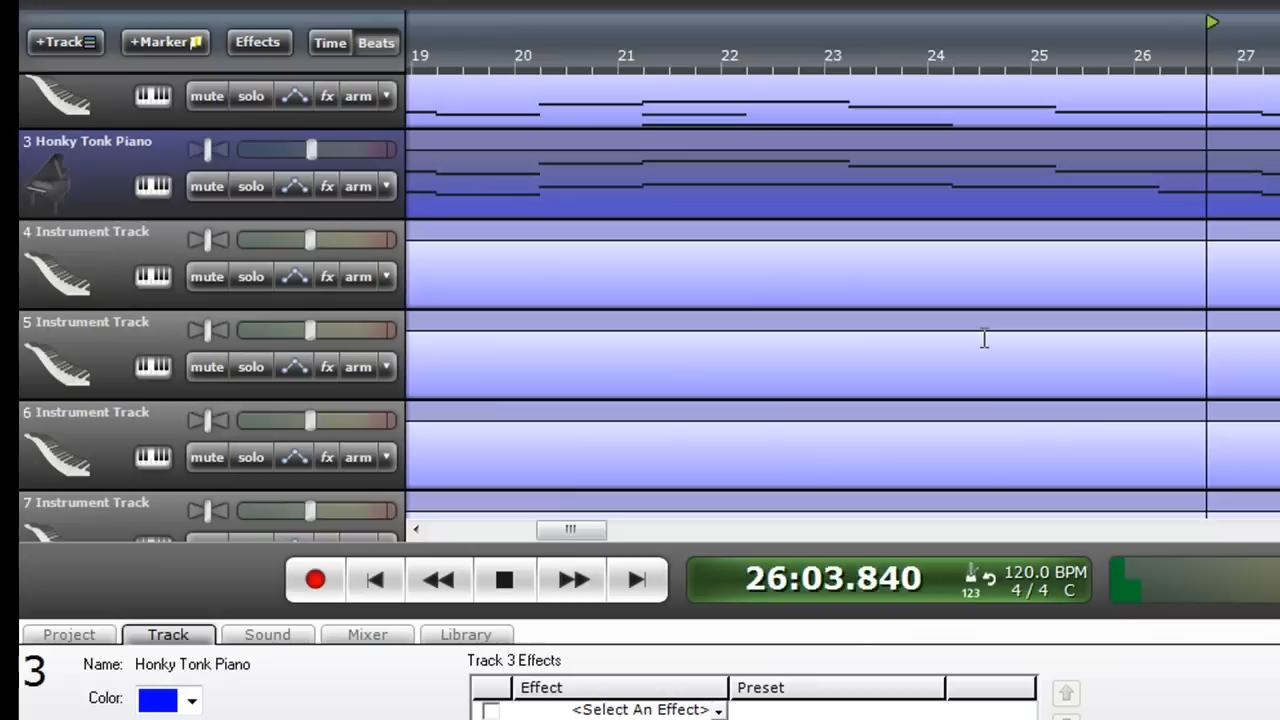 +Track +Marker Effects Time Beats
19 20 21 22 23 24 25 26 27
mute solo fx arm
3 Honky Tonk Piano
mute solo fx arm
4 Instrument Track
mute solo fx arm
5 Instrument Track
mute solo fx arm
6 Instrument Track
mute solo fx arm
7 Instrument Track
26:03.840
123
120.0 BPM
4 / 4 C
Project Track Sound Mixer Library
3
Name: Honky Tonk Piano
Color:
Track 3 Effects
Effect Preset
<Select An Effect>